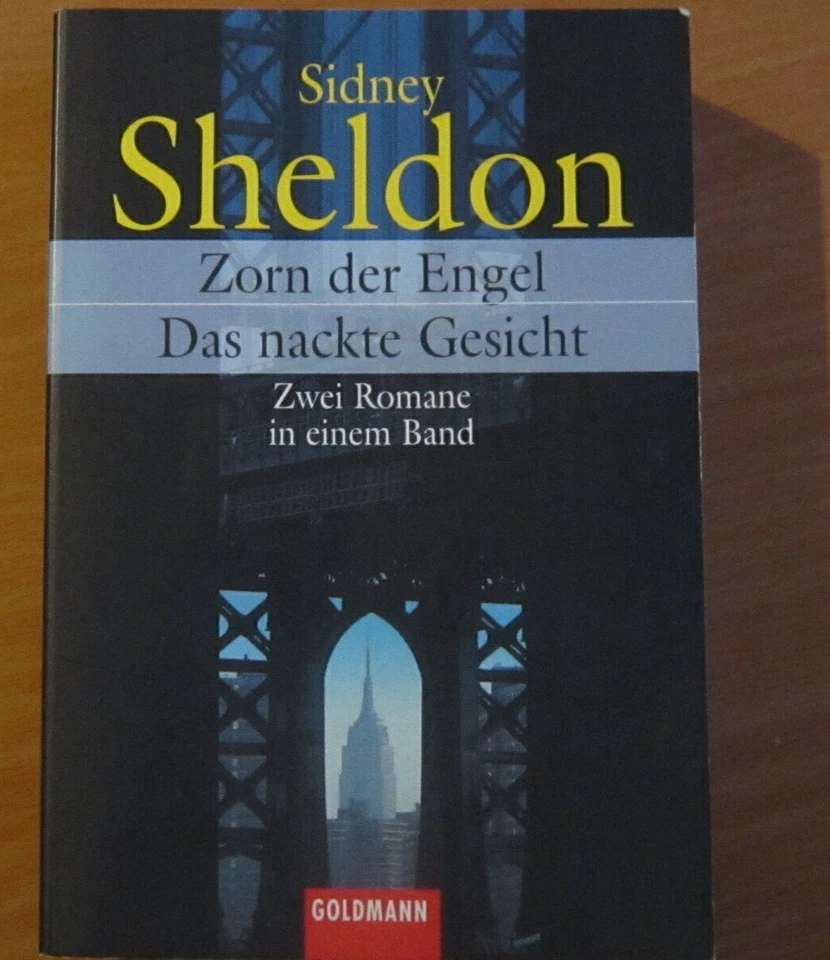 Sidney
Sheldon
Zorn der Engel
Das nackte Gesicht
Zwei Romane
in einem Band
GOLDMANN